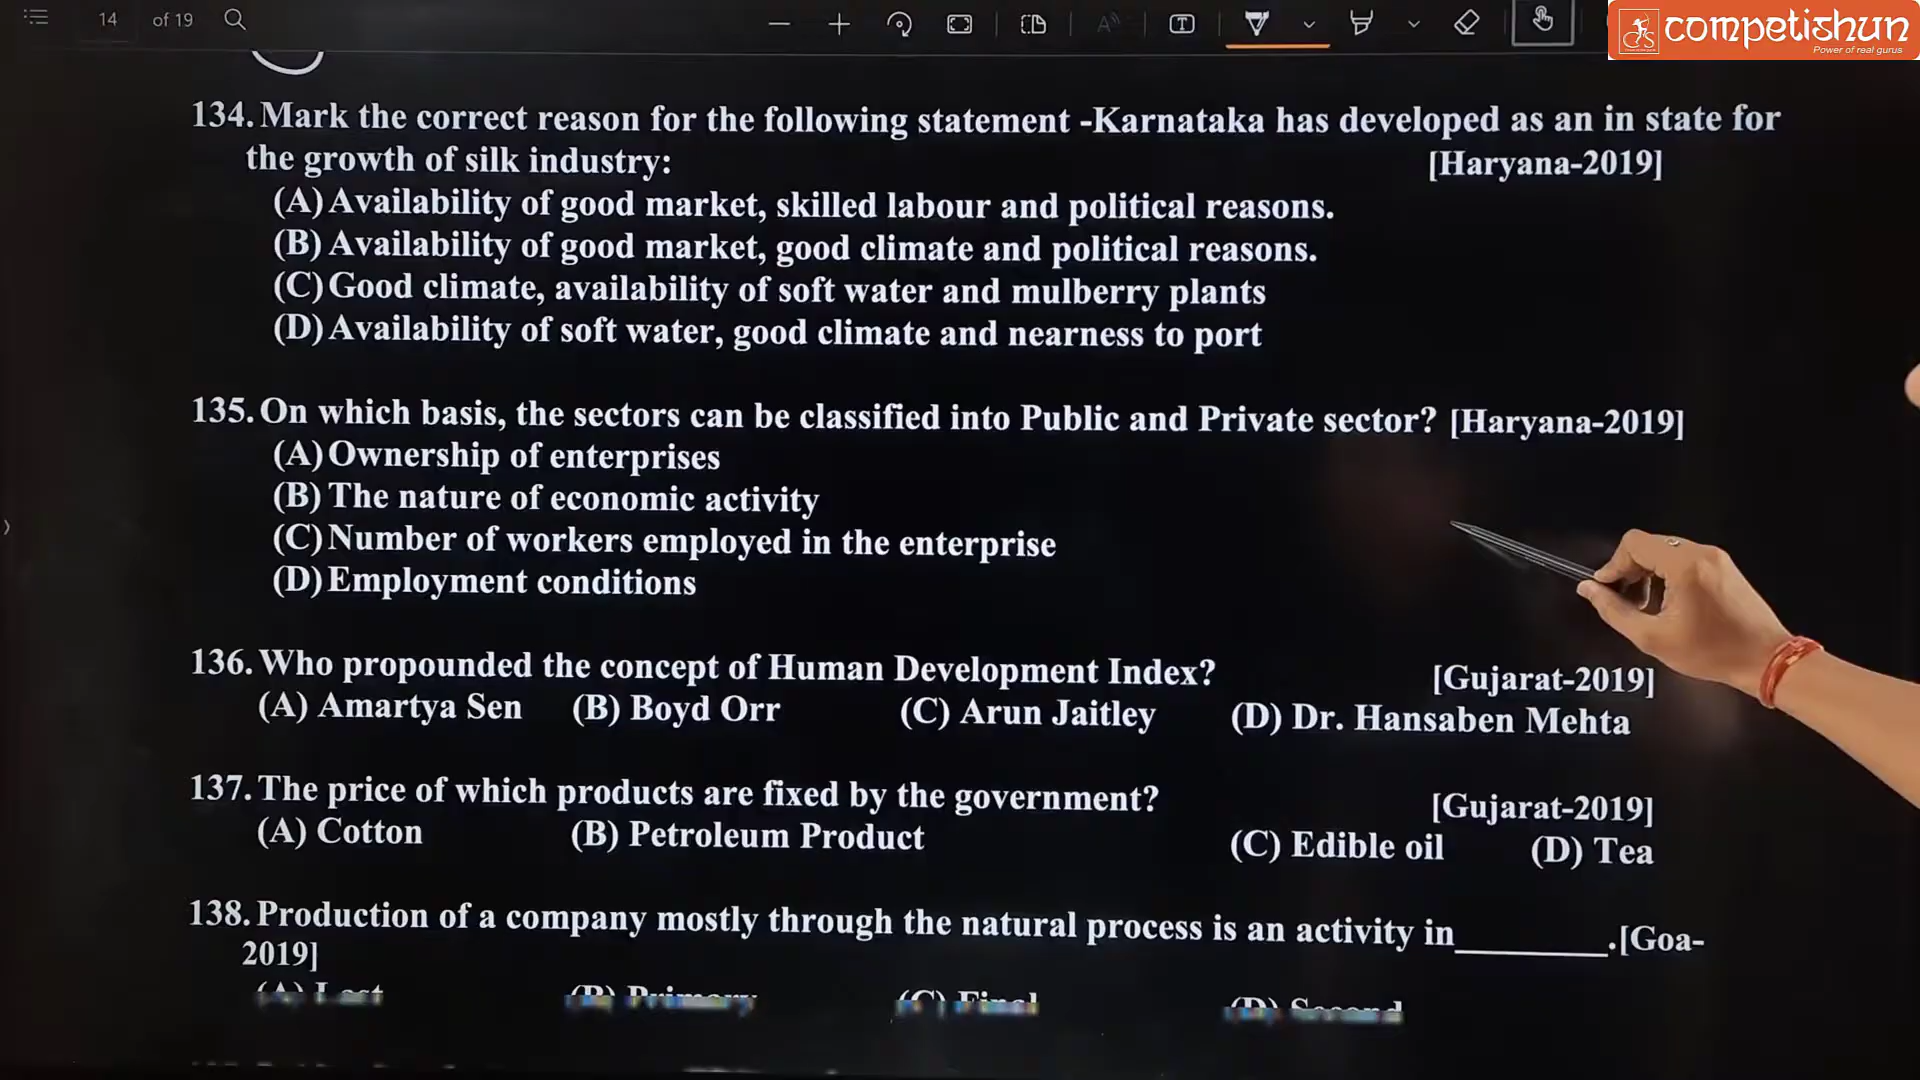 14 of 19
competishun
Power of real gurus
134. Mark the correct reason for the following statement -Karnataka has developed as an in state for
the growth of silk industry: [Haryana-2019]
(A) Availability of good market, skilled labour and political reasons.
(B) Availability of good market, good climate and political reasons.
(C) Good climate, availability of soft water and mulberry plants
(D) Availability of soft water, good climate and nearness to port
135. On which basis, the sectors can be classified into Public and Private sector? [Haryana-2019]
(A) Ownership of enterprises
(B) The nature of economic activity
(C) Number of workers employed in the enterprise
(D) Employment conditions
136. Who propounded the concept of Human Development Index? [Gujarat-2019]
(A) Amartya Sen (B) Boyd Orr (C) Arun Jaitley (D) Dr. Hansaben Mehta
137. The price of which products are fixed by the government? [Gujarat-2019]
(A) Cotton (B) Petroleum Product (C) Edible oil (D) Tea
138. Production of a company mostly through the natural process is an activity in________.[Goa-
2019]
(A) Last (B) Primary (C) Final (D) Second